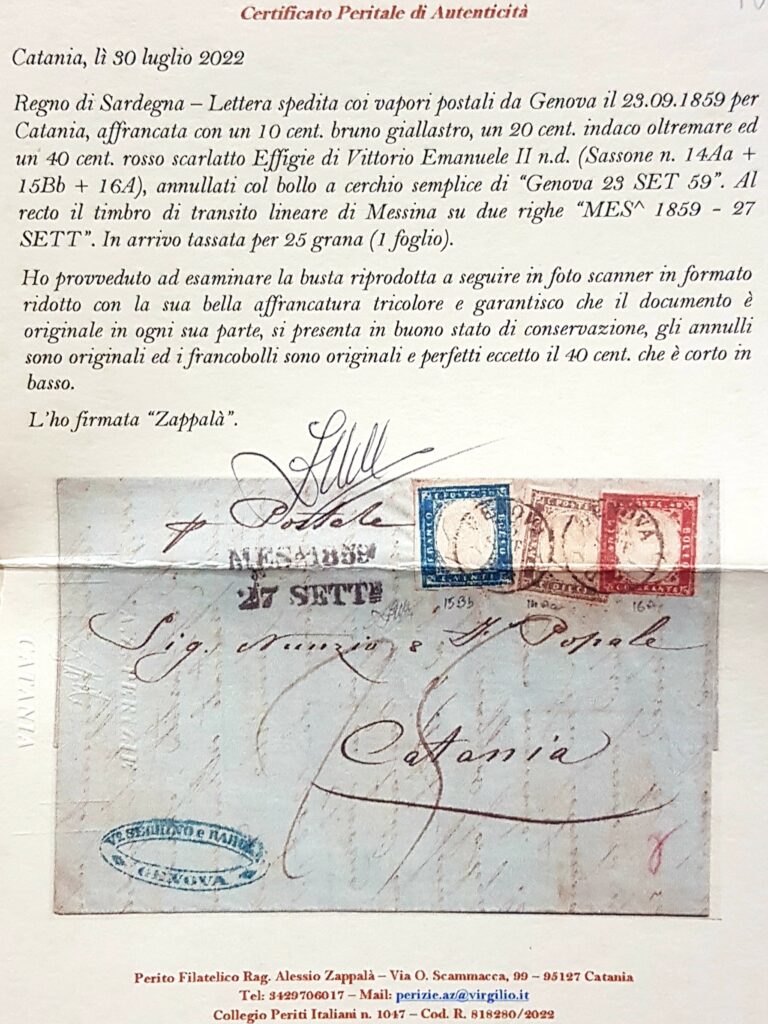 Certificato Peritale di Autenticità
Catania, lì 30 luglio 2022
Regno di Sardegna – Lettera spedita coi vapori postali da Genova il 23.09.1859 per
Catania, affrancata con un 10 cent. bruno giallastro, un 20 cent. indaco oltremare ed
un 40 cent. rosso scarlatto Effigie di Vittorio Emanuele II n.d. (Sassone n. 14Aa +
15Bb + 16A), annullati col bollo a cerchio semplice di “Genova 23 SET 59”. Al
recto il timbro di transito lineare di Messina su due righe “MES^ 1859 - 27
SETT”. In arrivo tassata per 25 grana (1 foglio).
Ho provveduto ad esaminare la busta riprodotta a seguire in foto scanner in formato
ridotto con la sua bella affrancatura tricolore e garantisco che il documento è
originale in ogni sua parte, si presenta in buono stato di conservazione, gli annulli
sono originali ed i francobolli sono originali e perfetti eccetto il 40 cent. che è corto in
basso.
L'ho firmata “Zappalà”.
p Postale
MES^ 1859
27 SETT
15Bb 14Aa 16A
Sig. Nunzio & Popale
Catania
CATANIA
GENOVA
Perito Filatelico Rag. Alessio Zappalà – Via O. Scammacca, 99 – 95127 Catania
Tel: 3429706017 – Mail: perizie.az@virgilio.it
Collegio Periti Italiani n. 1047 – Cod. R. 818280/2022